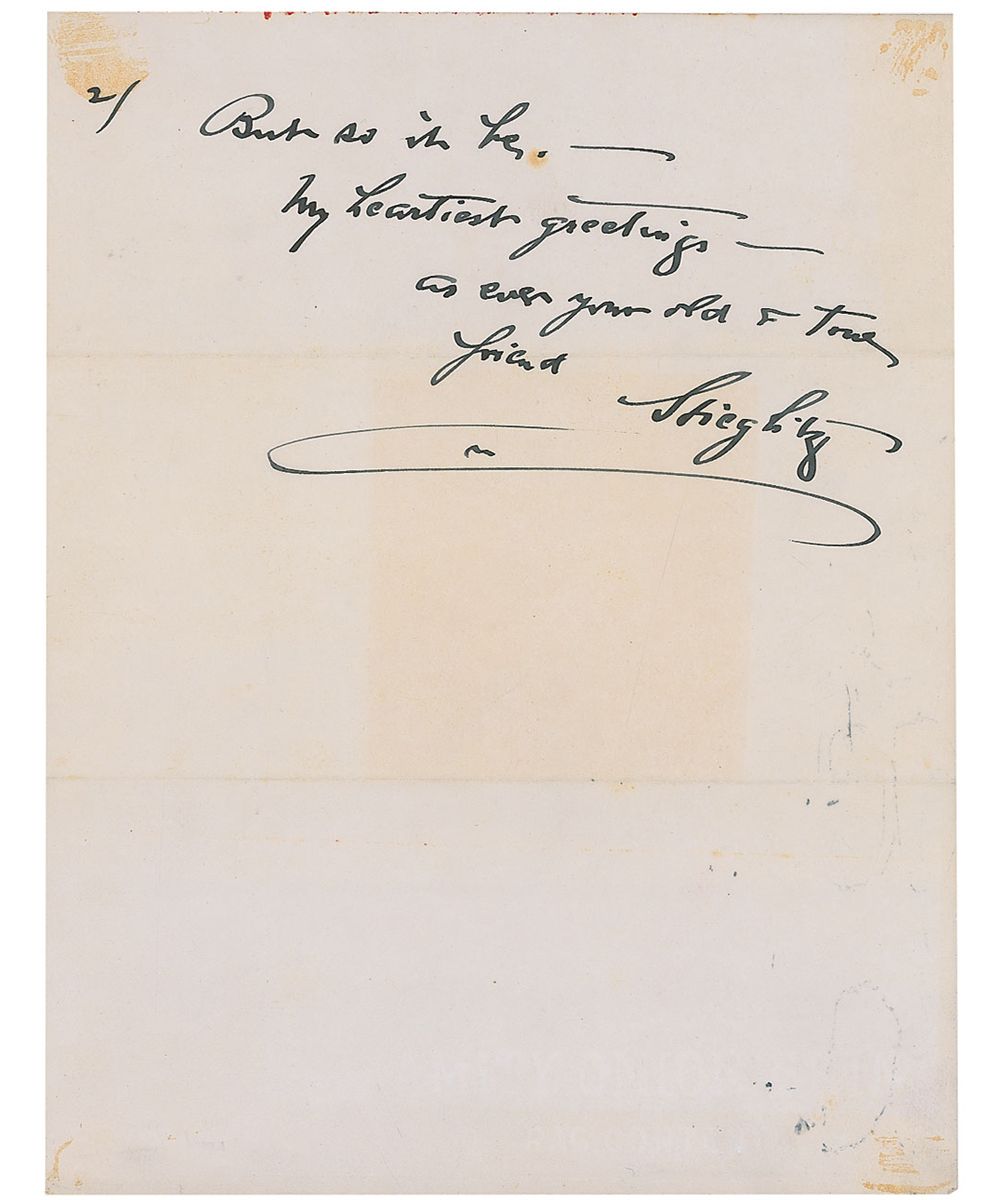 2/
But so it be. —
My heartiest greetings —
as ever your old & true
friend
Stieglitz